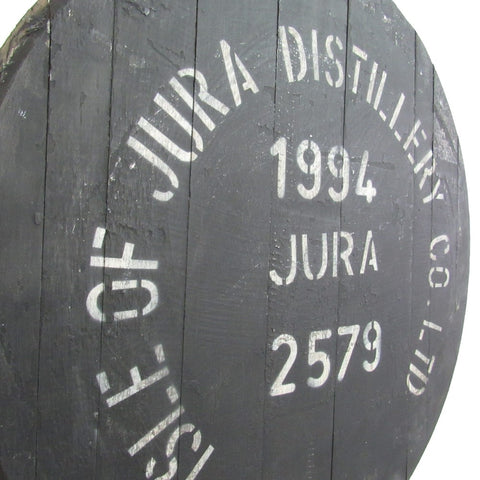 ISLE OF JURA DISTILLERY CO. LTD
1994
JURA
2579